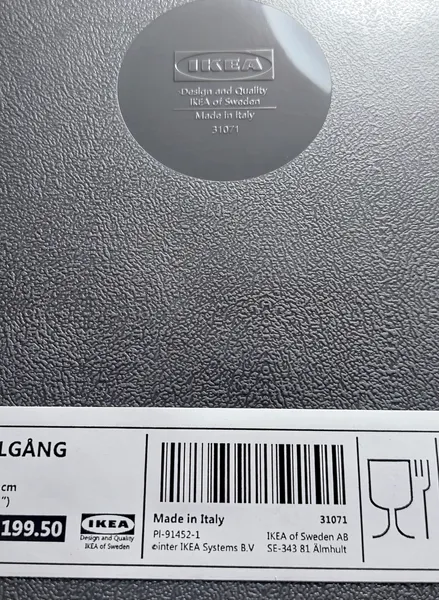 IKEA
Design and Quality
IKEA of Sweden
Made in Italy
31071
LGÅNG
cm
")
199.50
IKEA
Design and Quality
IKEA of Sweden
Made in Italy 31071
PI-91452-1 IKEA of Sweden AB
©inter IKEA Systems B.V SE-343 81 Älmhult